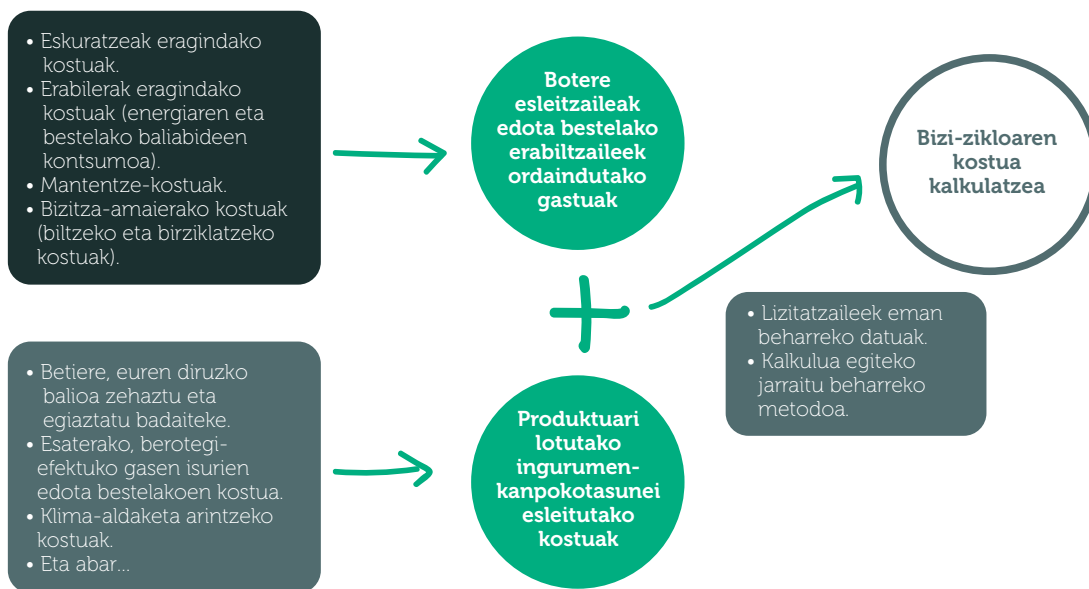 • Eskuratzeak eragindako
kostuak.
• Erabilerak eragindako
kostuak (energiaren eta
bestelako baliabideen
kontsumoa).
• Mantentze-kostuak.
• Bizitza-amaierako kostuak
(biltzeko eta birziklatzeko
kostuak).
Botere
esleitzaileak
edota bestelako
erabiltzaileek
ordaindutako
gastuak
Bizi-zikloaren
kostua
kalkulatzea
• Lizitatzaileek eman
beharreko datuak.
• Kalkulua egiteko
jarraitu beharreko
metodoa.
• Betiere, euren diruzko
balioa zehaztu eta
egiaztatu badaiteke.
• Esaterako, berotegi-
efektuko gasen isurien
edota bestelakoen kostua.
• Klima-aldaketa arintzeko
kostuak.
• Eta abar...
Produktuari
lotutako
ingurumen-
kanpokotasunei
esleitutako
kostuak